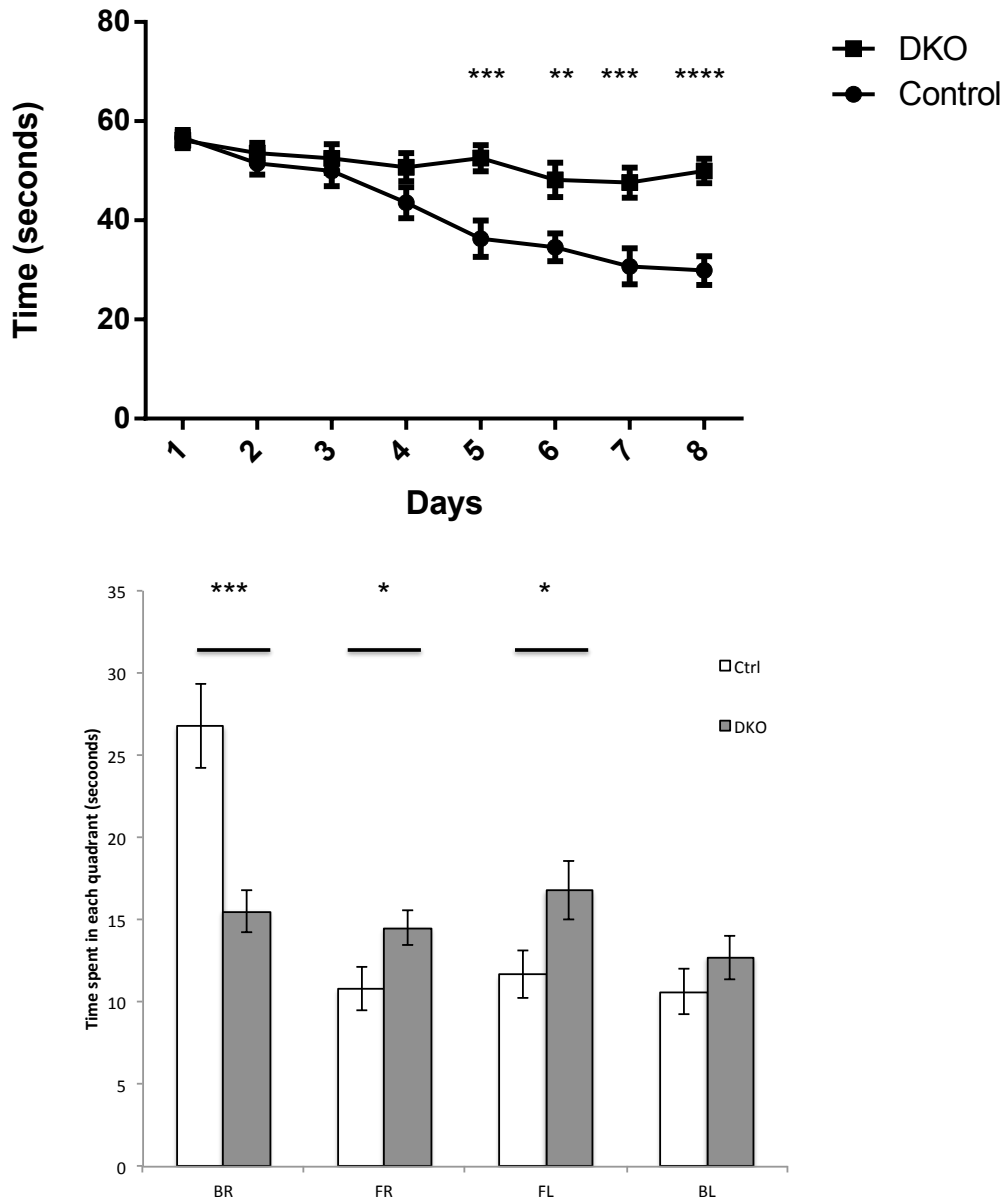 80
60
40
20
0
Time (seconds)
*** ** *** ****
DKO
Control
1 2 3 4 5 6 7 8
Days
*** * *
35
30
25
20
15
10
5
0
Time spent in each quadrant (secoonds)
Ctrl
DKO
BR FR FL BL